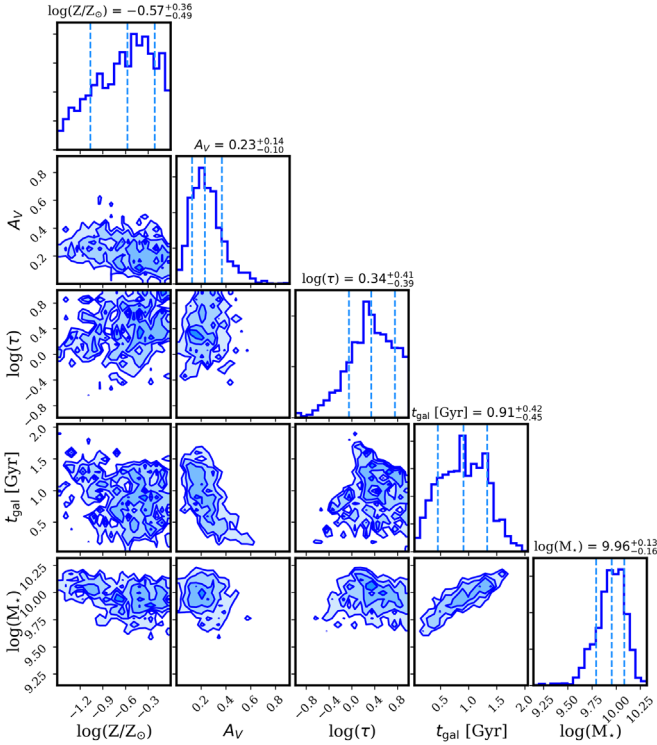 log(Z/Z⊙) = −0.57+0.36−0.49
AV = 0.23+0.14−0.10
0.8
0.6
0.4
0.2
AV
log(τ) = 0.34+0.41−0.39
0.8
0.4
0.0
−0.4
−0.8
log(τ)
tgal [Gyr] = 0.91+0.42−0.45
2.0
1.5
1.0
0.5
tgal [Gyr]
log(M⋆) = 9.96+0.13−0.16
10.25
10.00
9.75
9.50
9.25
log(M⋆)
−1.2 −0.9 −0.6 −0.3 0.2 0.4 0.6 0.8 −0.8 −0.4 0.0 0.4 0.8 0.5 1.0 1.5 2.0 9.25 9.50 9.75 10.00 10.25
log(Z/Z⊙) AV log(τ) tgal [Gyr] log(M⋆)